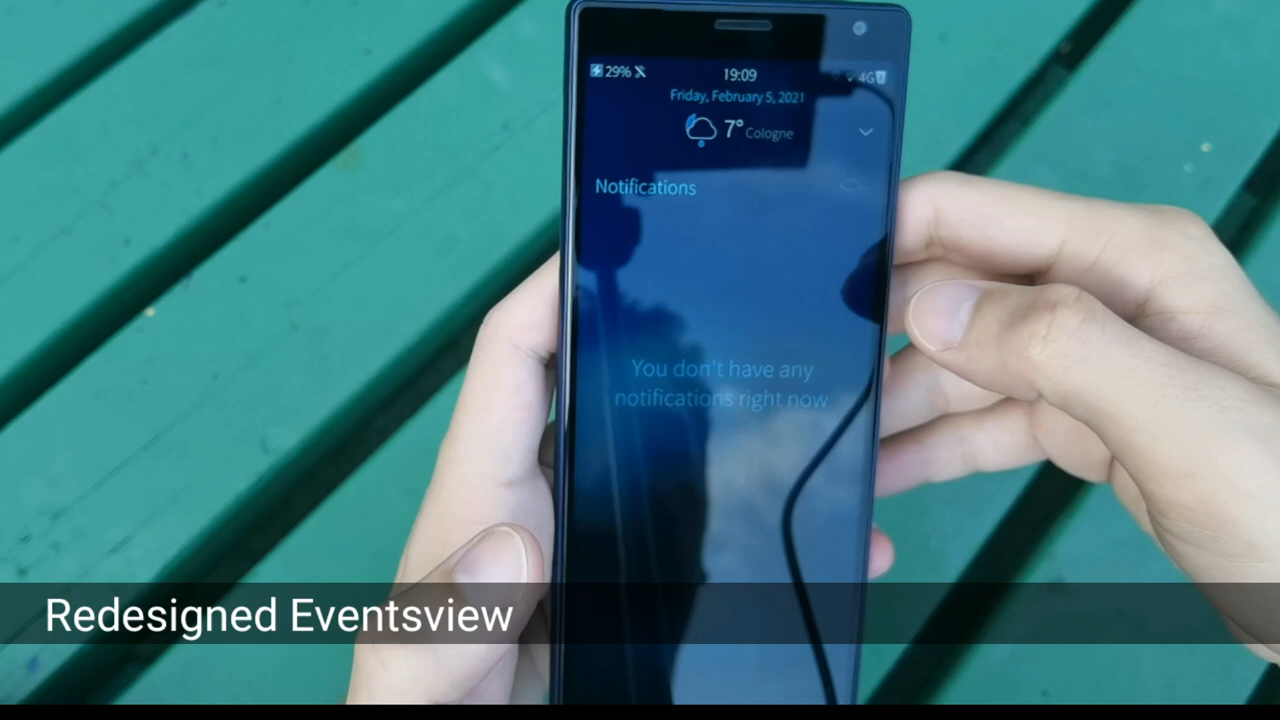 29% 19:09 4G
Friday, February 5, 2021
7° Cologne
Notifications
You don't have any
notifications right now
Redesigned Eventsview